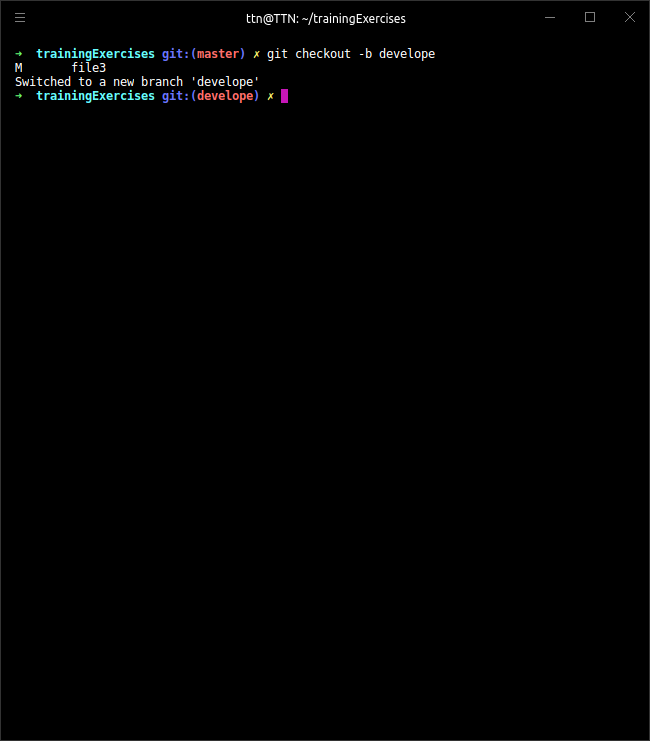 ttn@TTN: ~/trainingExercises
➜  trainingExercises git:(master) ✗ git checkout -b develope
M       file3
Switched to a new branch 'develope'
➜  trainingExercises git:(develope) ✗